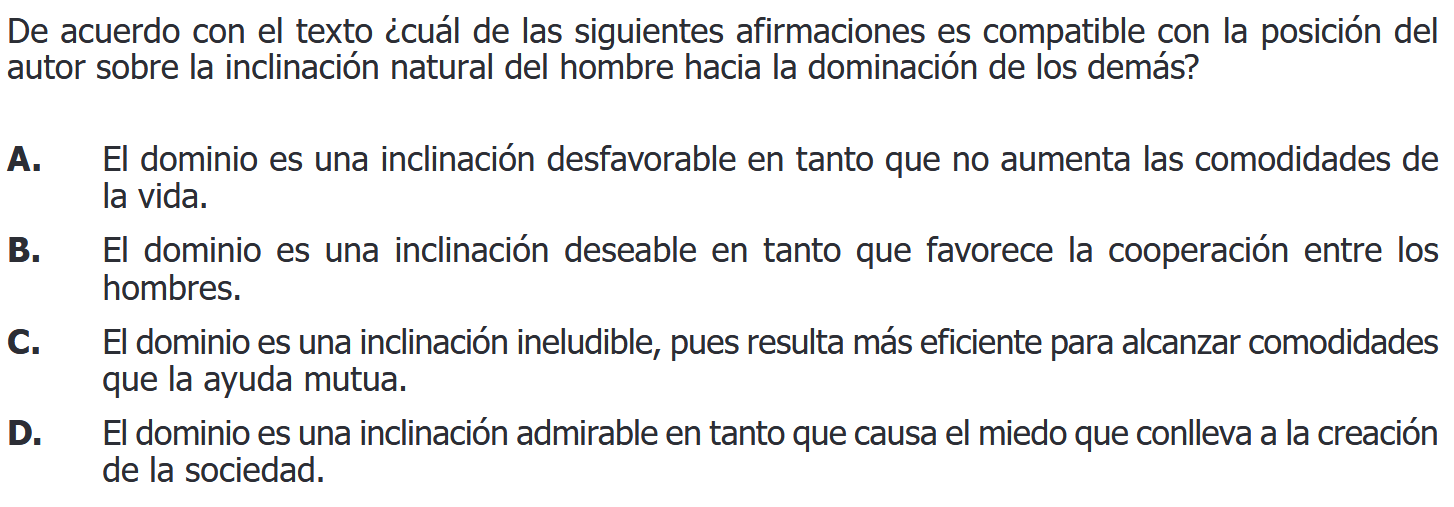 De acuerdo con el texto ¿cuál de las siguientes afirmaciones es compatible con la posición del
autor sobre la inclinación natural del hombre hacia la dominación de los demás?
A. El dominio es una inclinación desfavorable en tanto que no aumenta las comodidades de
la vida.
B. El dominio es una inclinación deseable en tanto que favorece la cooperación entre los
hombres.
C. El dominio es una inclinación ineludible, pues resulta más eficiente para alcanzar comodidades
que la ayuda mutua.
D. El dominio es una inclinación admirable en tanto que causa el miedo que conlleva a la creación
de la sociedad.